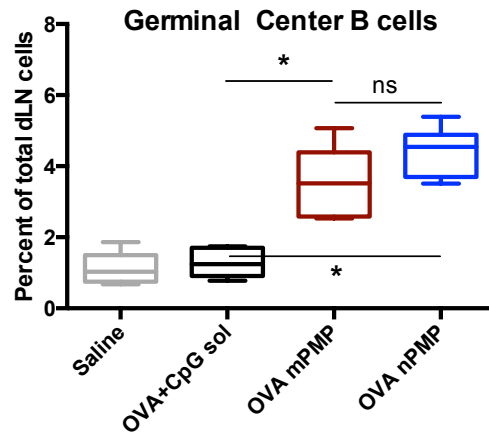 Germinal Center B cells
Percent of total dLN cells
8
6
4
2
0
*
ns
*
Saline
OVA+CpG sol
OVA mPMP
OVA nPMP